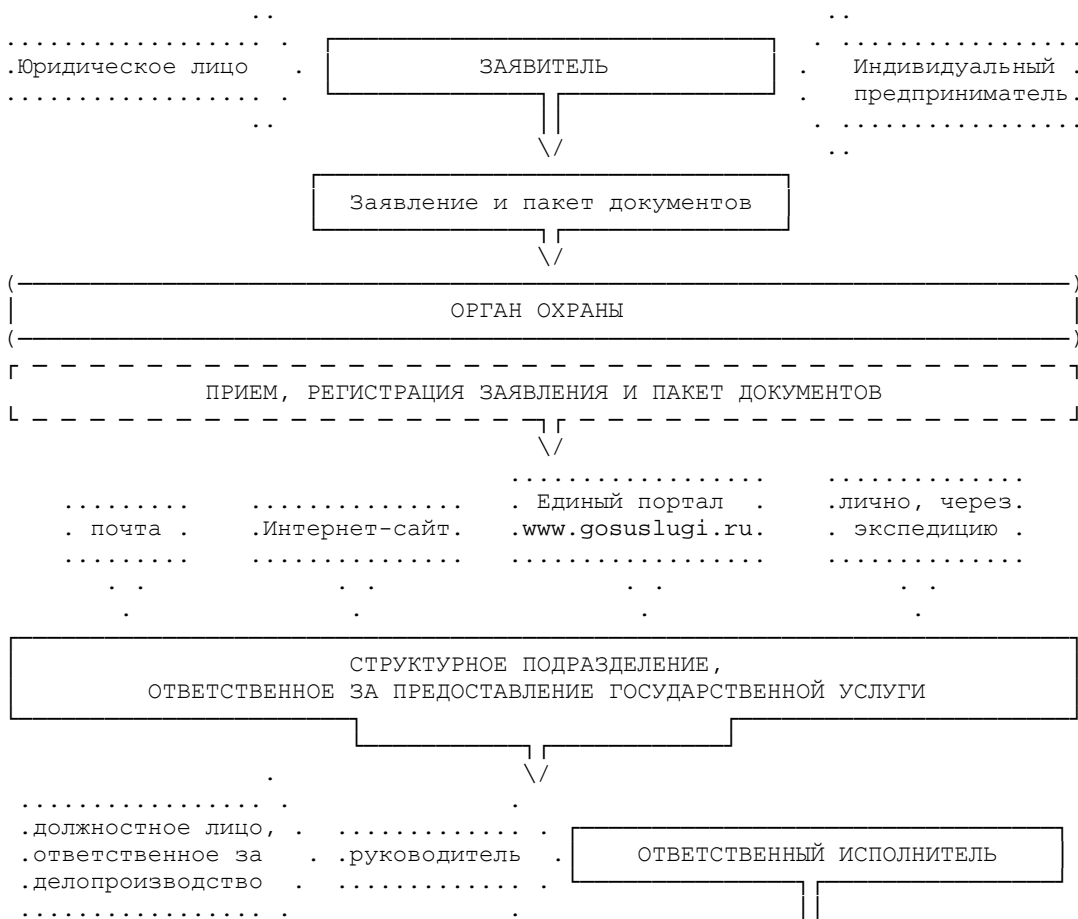 Юридическое лицо ЗАЯВИТЕЛЬ Индивидуальный
предприниматель
Заявление и пакет документов
ОРГАН ОХРАНЫ
ПРИЕМ, РЕГИСТРАЦИЯ ЗАЯВЛЕНИЯ И ПАКЕТ ДОКУМЕНТОВ
Единый портал лично, через
почта Интернет-сайт www.gosuslugi.ru экспедицию
СТРУКТУРНОЕ ПОДРАЗДЕЛЕНИЕ,
ОТВЕТСТВЕННОЕ ЗА ПРЕДОСТАВЛЕНИЕ ГОСУДАРСТВЕННОЙ УСЛУГИ
должностное лицо,
ответственное за руководитель ОТВЕТСТВЕННЫЙ ИСПОЛНИТЕЛЬ
делопроизводство